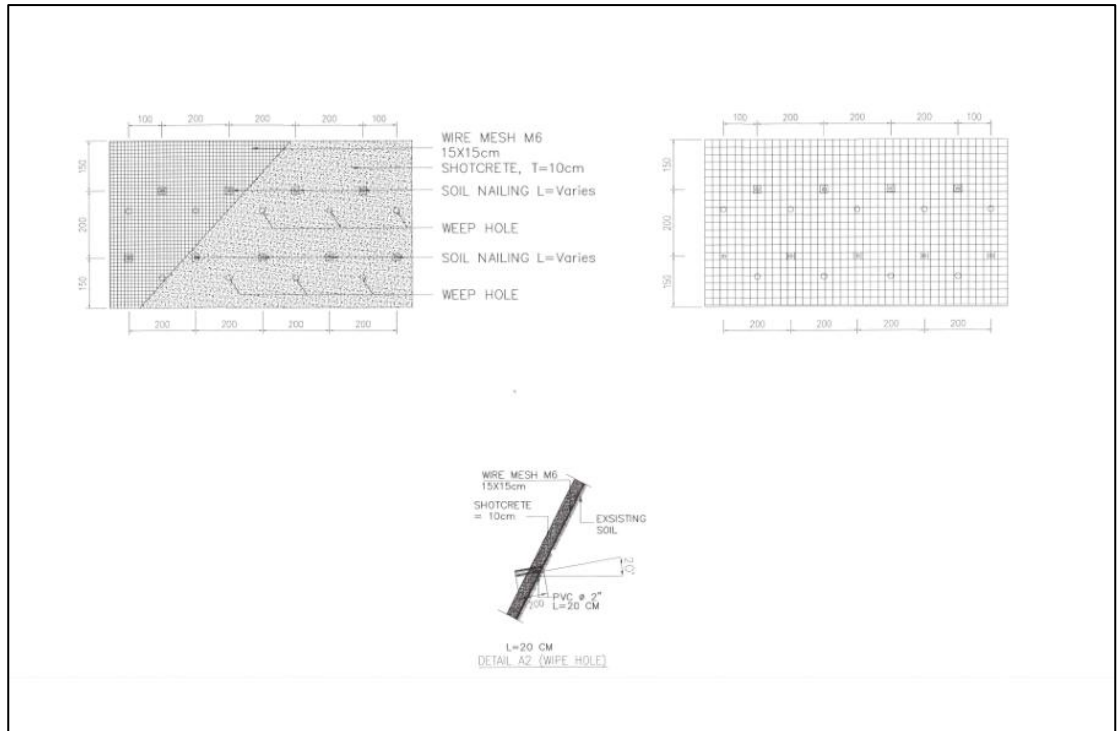 100 200 200 200 100
WIRE MESH M6
15X15cm
SHOTCRETE, T=10cm
SOIL NAILING L=Varies
WEEP HOLE
SOIL NAILING L=Varies
WEEP HOLE
150
200
150
200 200 200 200
100 200 200 200 100
150
200
150
200 200 200 200
WIRE MESH M6
15X15cm
SHOTCRETE
= 10cm
EXSISTING
SOIL
200
PVC ø 2"
L=20 CM
L=20 CM
DETAIL A2 (WIPE HOLE)